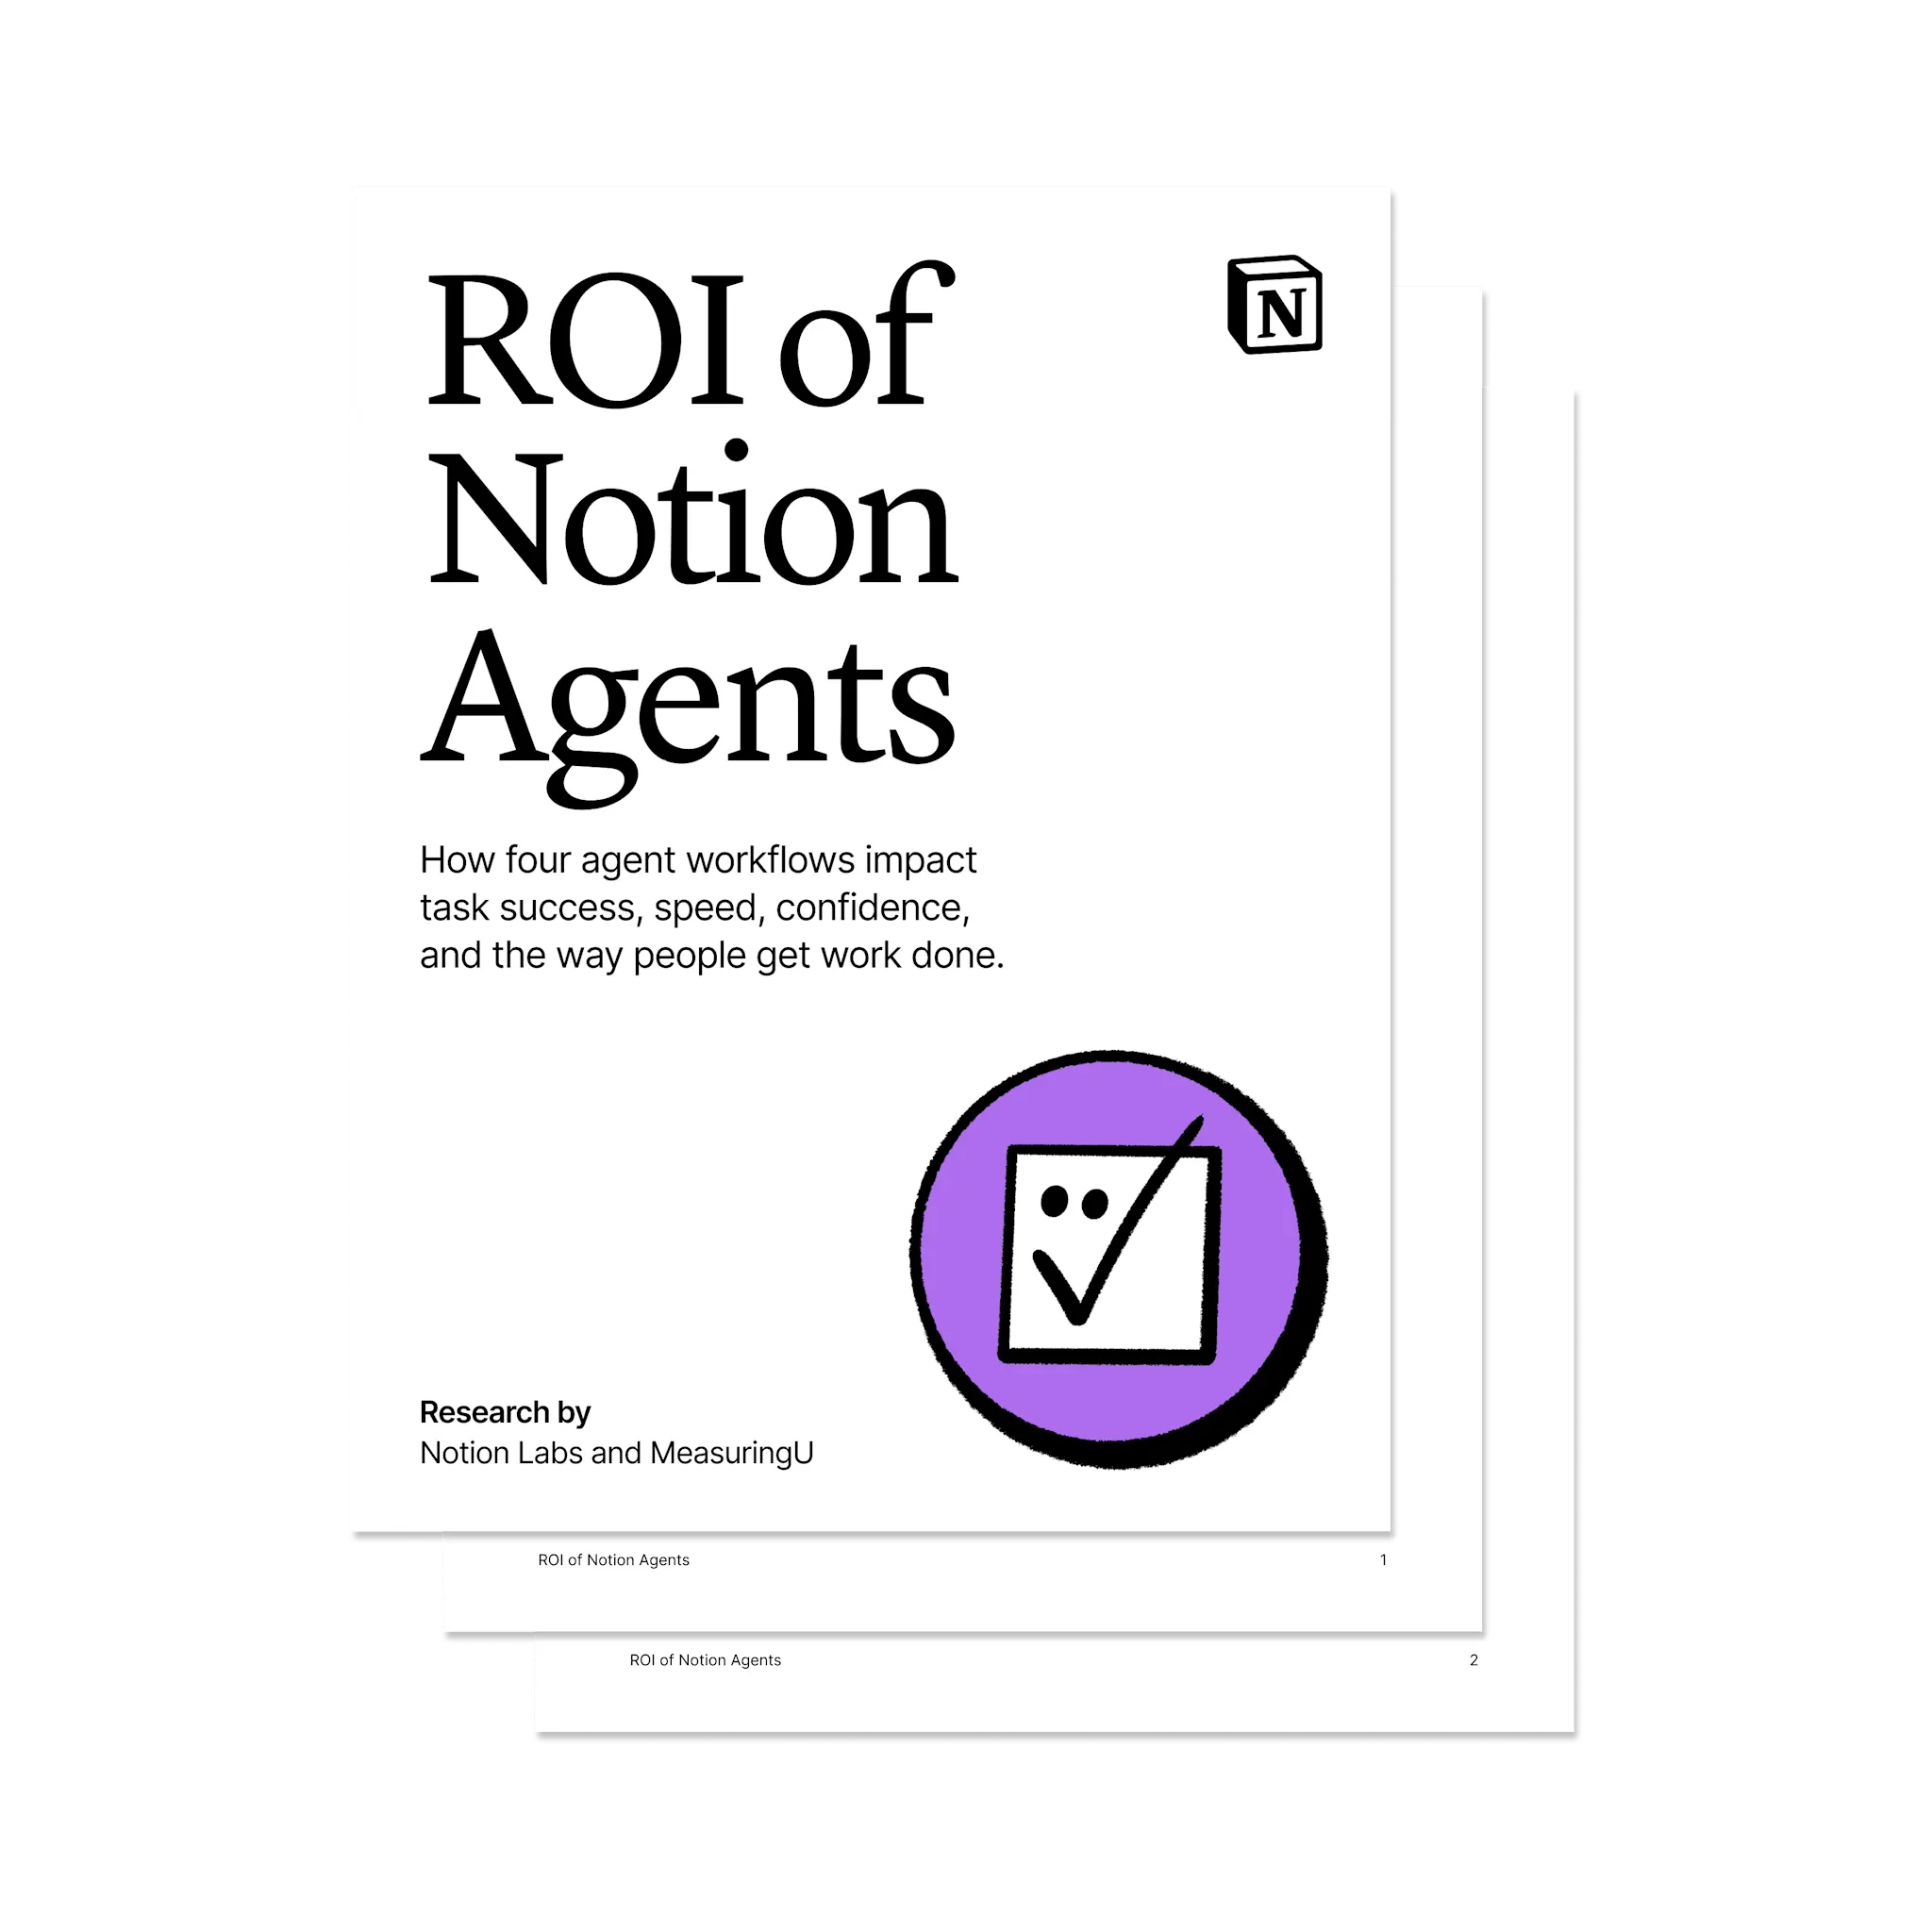 ROI of
N
Notion
Agents
How four agent workflows impact
task success, speed, confidence,
and the way people get work done.
Research by
Notion Labs and MeasuringU
ROI of Notion Agents 1
ROI of Notion Agents 2